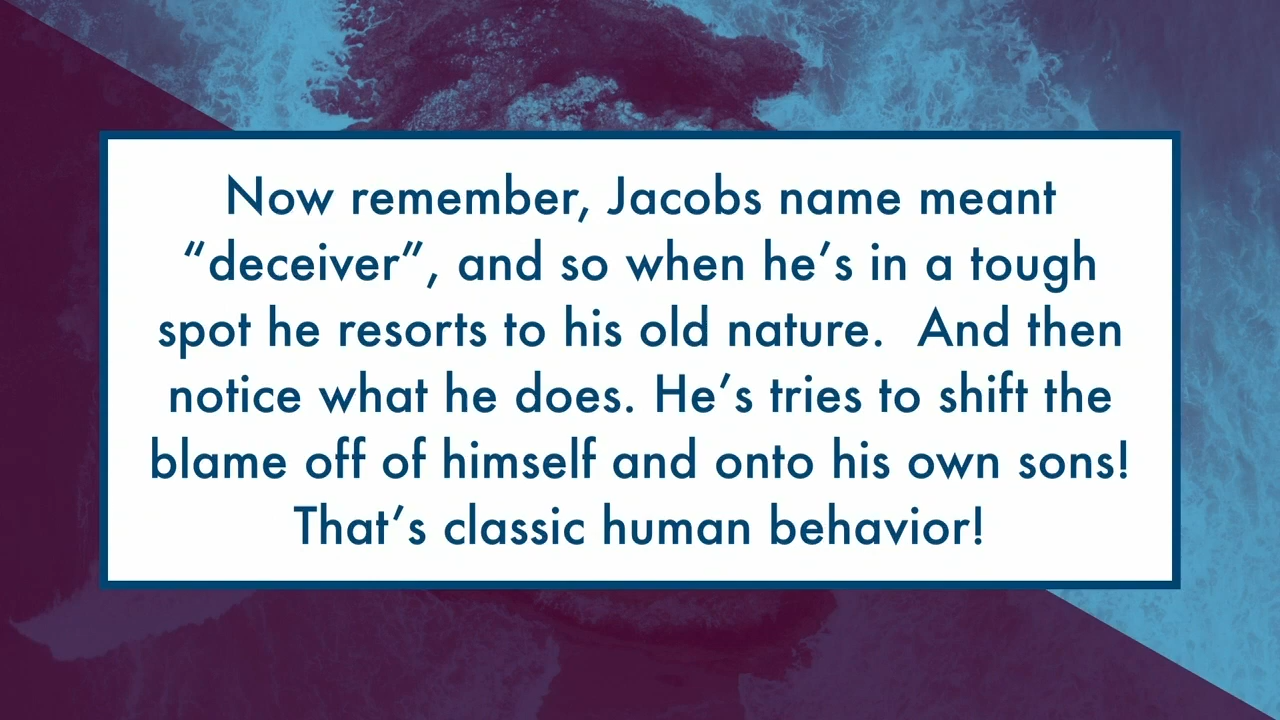 Now remember, Jacobs name meant
“deceiver”, and so when he’s in a tough
spot he resorts to his old nature.  And then
notice what he does. He’s tries to shift the
blame off of himself and onto his own sons!
That’s classic human behavior!